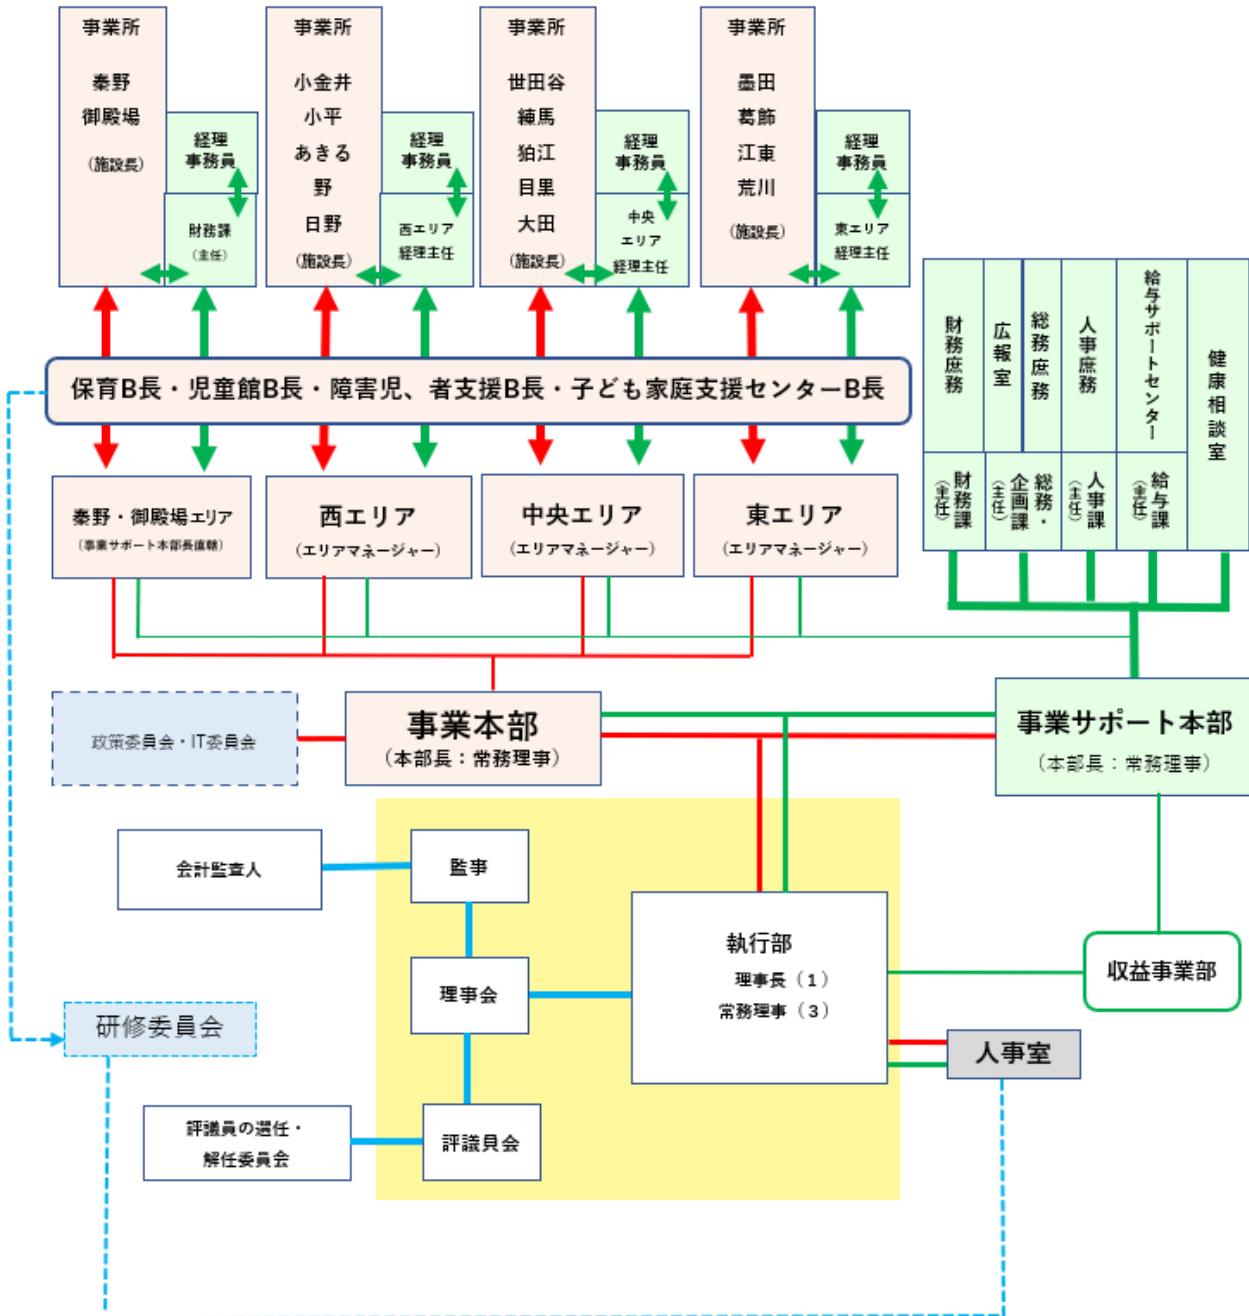 事業所
秦野
御殿場
（施設長）
経理
事務員
財務課
（主任）
事業所
小金井
小平
あきる
野
日野
（施設長）
経理
事務員
西エリア
経理主任
事業所
世田谷
練馬
狛江
目里
大田
（施設長）
経理
事務員
中央
エリア
経理主任
事業所
墨田
葛飾
江東
荒川
（施設長）
経理
事務員
東エリア
経理主任
財務庶務
広報室
総務庶務
人事庶務
給与サポートセンター
健康相談室
財務課
（主任）
総務・
企画課
（主任）
人事課
（主任）
給与課
（主任）
保育B長・児童館B長・障害児、者支援B長・子ども家庭支援センターB長
秦野・御殿場エリア
（事業サポート本部長直轄）
西エリア
（エリアマネージャー）
中央エリア
（エリアマネージャー）
東エリア
（エリアマネージャー）
政策委員会・IT委員会
事業本部
（本部長：常務理事）
事業サポート本部
（本部長：常務理事）
会計監査人
監事
執行部
理事長（1）
常務理事（3）
理事会
収益事業部
研修委員会
人事室
評議員の選任・
解任委員会
評議員会